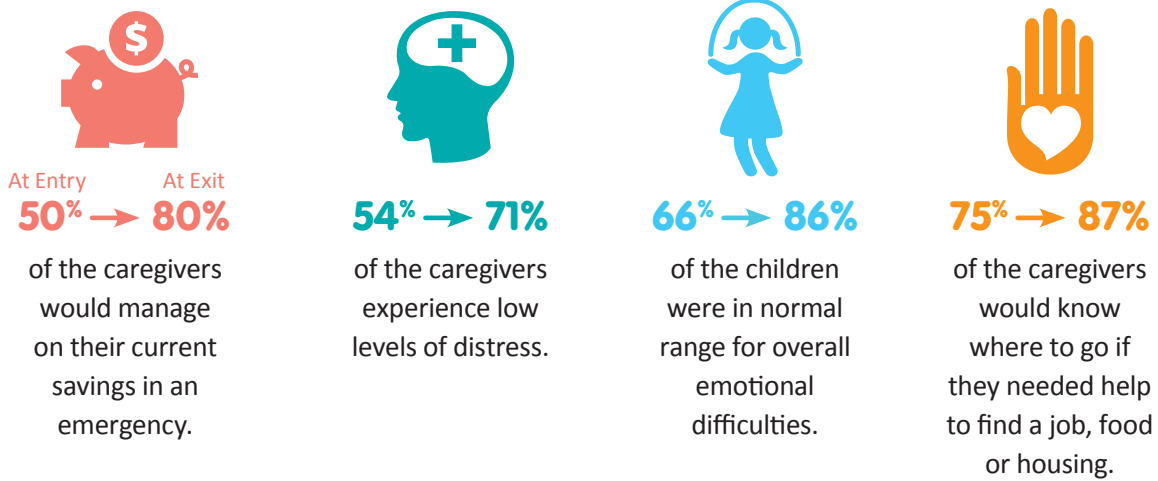 $
At Entry At Exit
50% → 80%
of the caregivers
would manage
on their current
savings in an
emergency.
54% → 71%
of the caregivers
experience low
levels of distress.
66% → 86%
of the children
were in normal
range for overall
emotional
difficulties.
75% → 87%
of the caregivers
would know
where to go if
they needed help
to find a job, food
or housing.